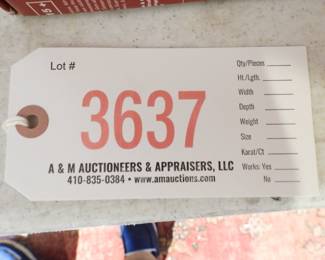 Lot #
3637
A & M AUCTIONEERS & APPRAISERS, LLC
410-835-0384 • www.amauctions.com
Qty/Pieces
Ht./Lgth.
Width
Depth
Weight
Size
Karat/Ct
Works: Yes
No